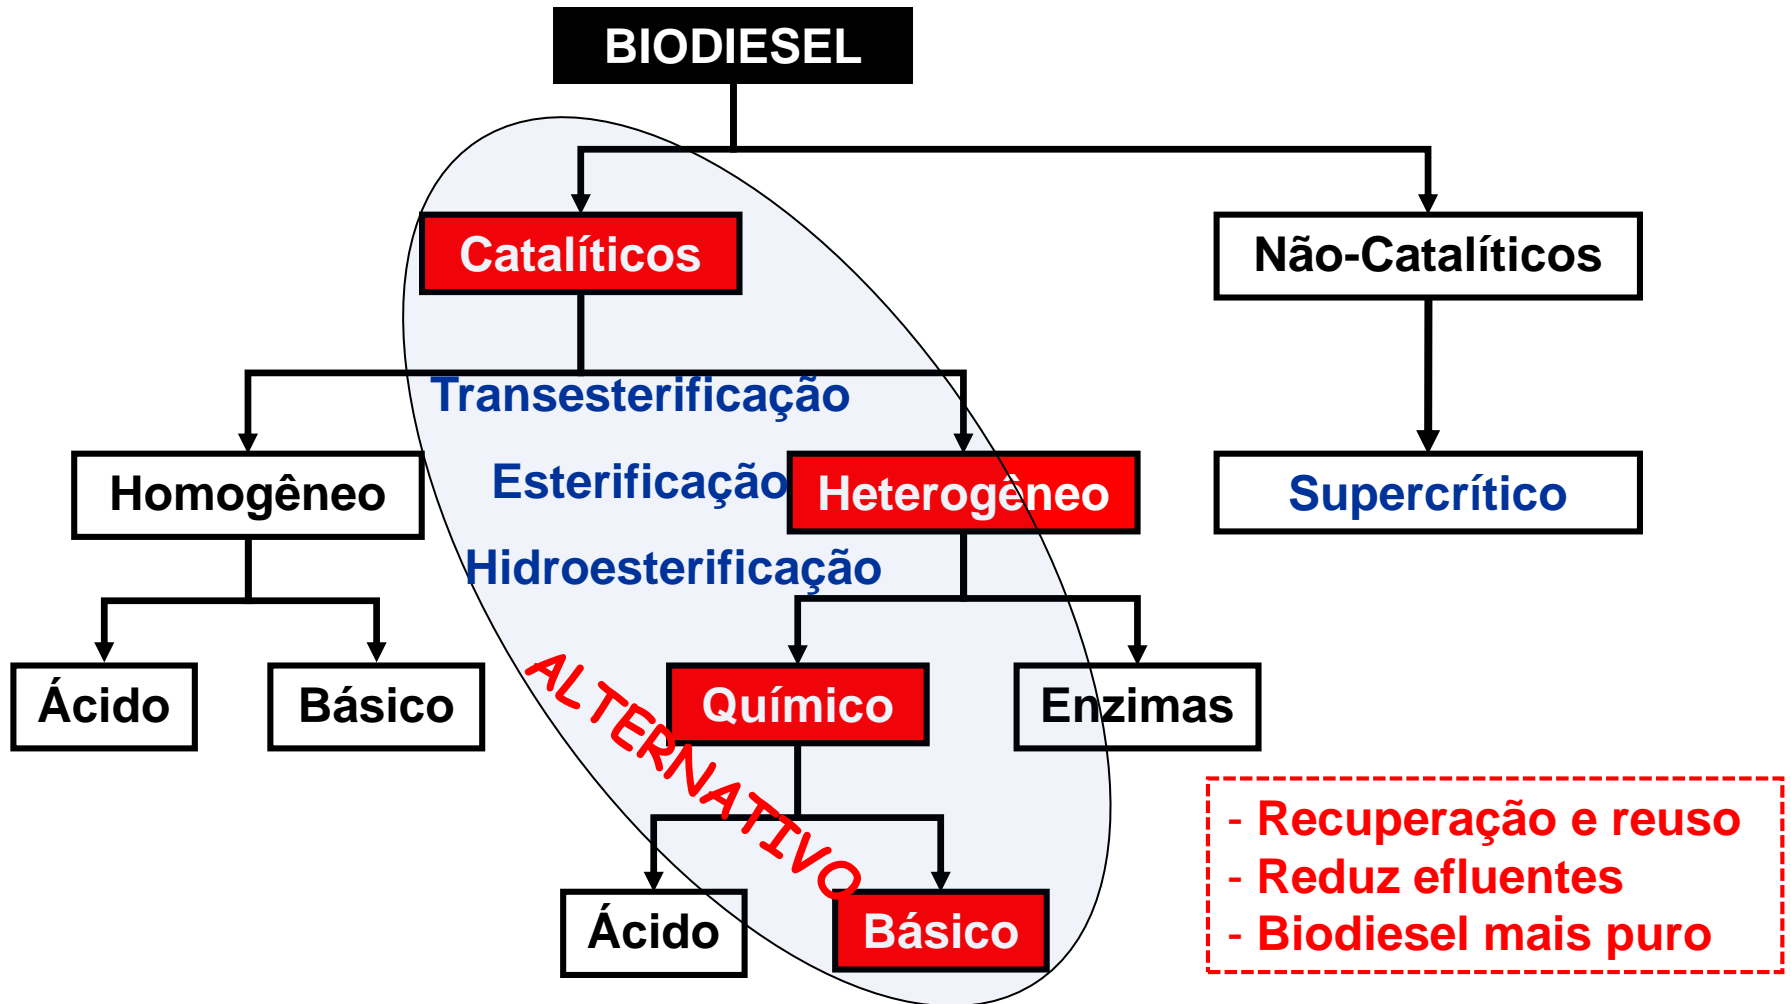 BIODIESEL
Catalíticos
Não-Catalíticos
Transesterificação
Homogêneo
Esterificação
Heterogêneo
Supercrítico
Hidroesterificação
Ácido
Básico
Químico
Enzimas
ALTERNATIVO
Ácido
Básico
- Recuperação e reuso
- Reduz efluentes
- Biodiesel mais puro